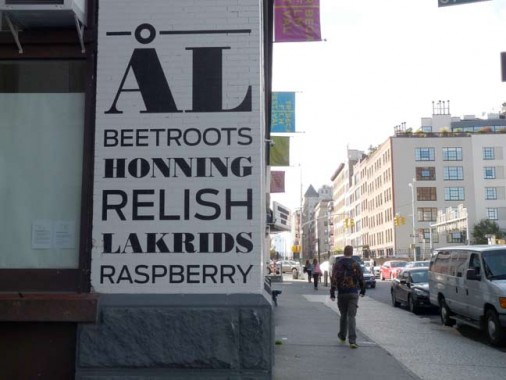 ÅL
BEETROOTS
HONNING
RELISH
LAKRIDS
RASPBERRY